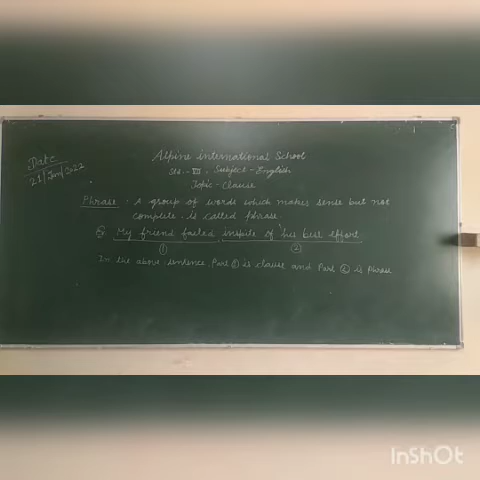 Date
21/Jan/2022
Alpine international School
Std. - VII, Subject - English
Topic - Clause
Phrase : A group of words which makes sense but not
complete. is called phrase.
My friend failed inspite of his best effort
① ②
In the above sentence Part ① is clause and Part ② is Phrase
InShOt